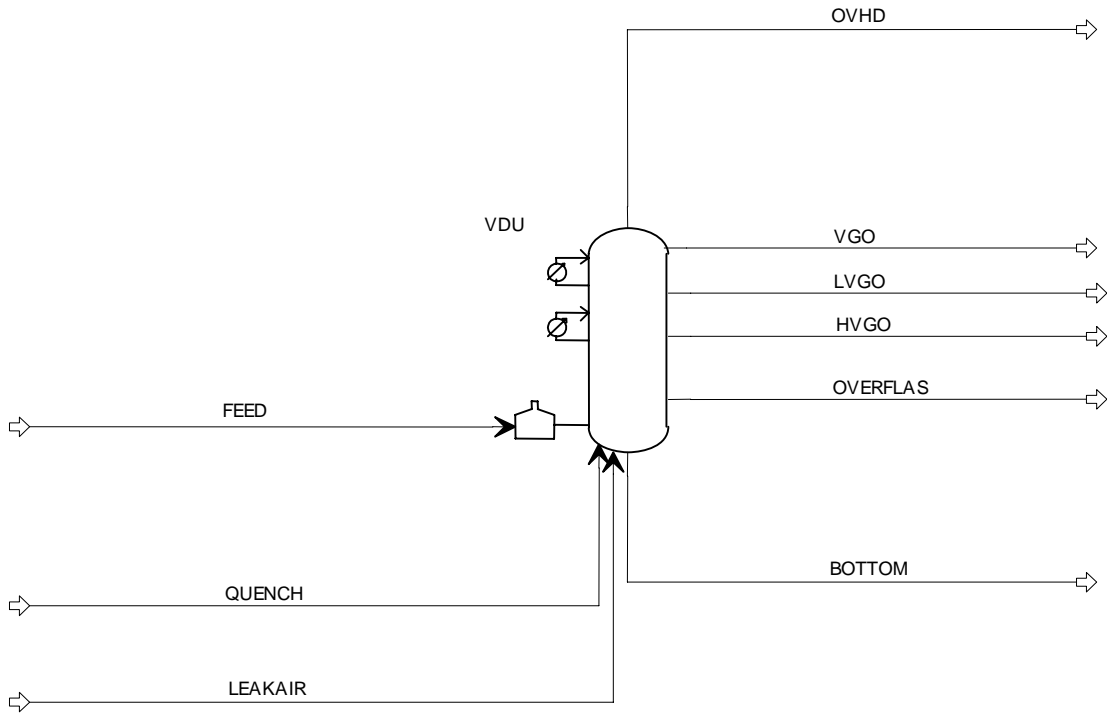 OVHD
VDU
VGO
LVGO
HVGO
OVERFLAS
FEED
BOTTOM
QUENCH
LEAKAIR